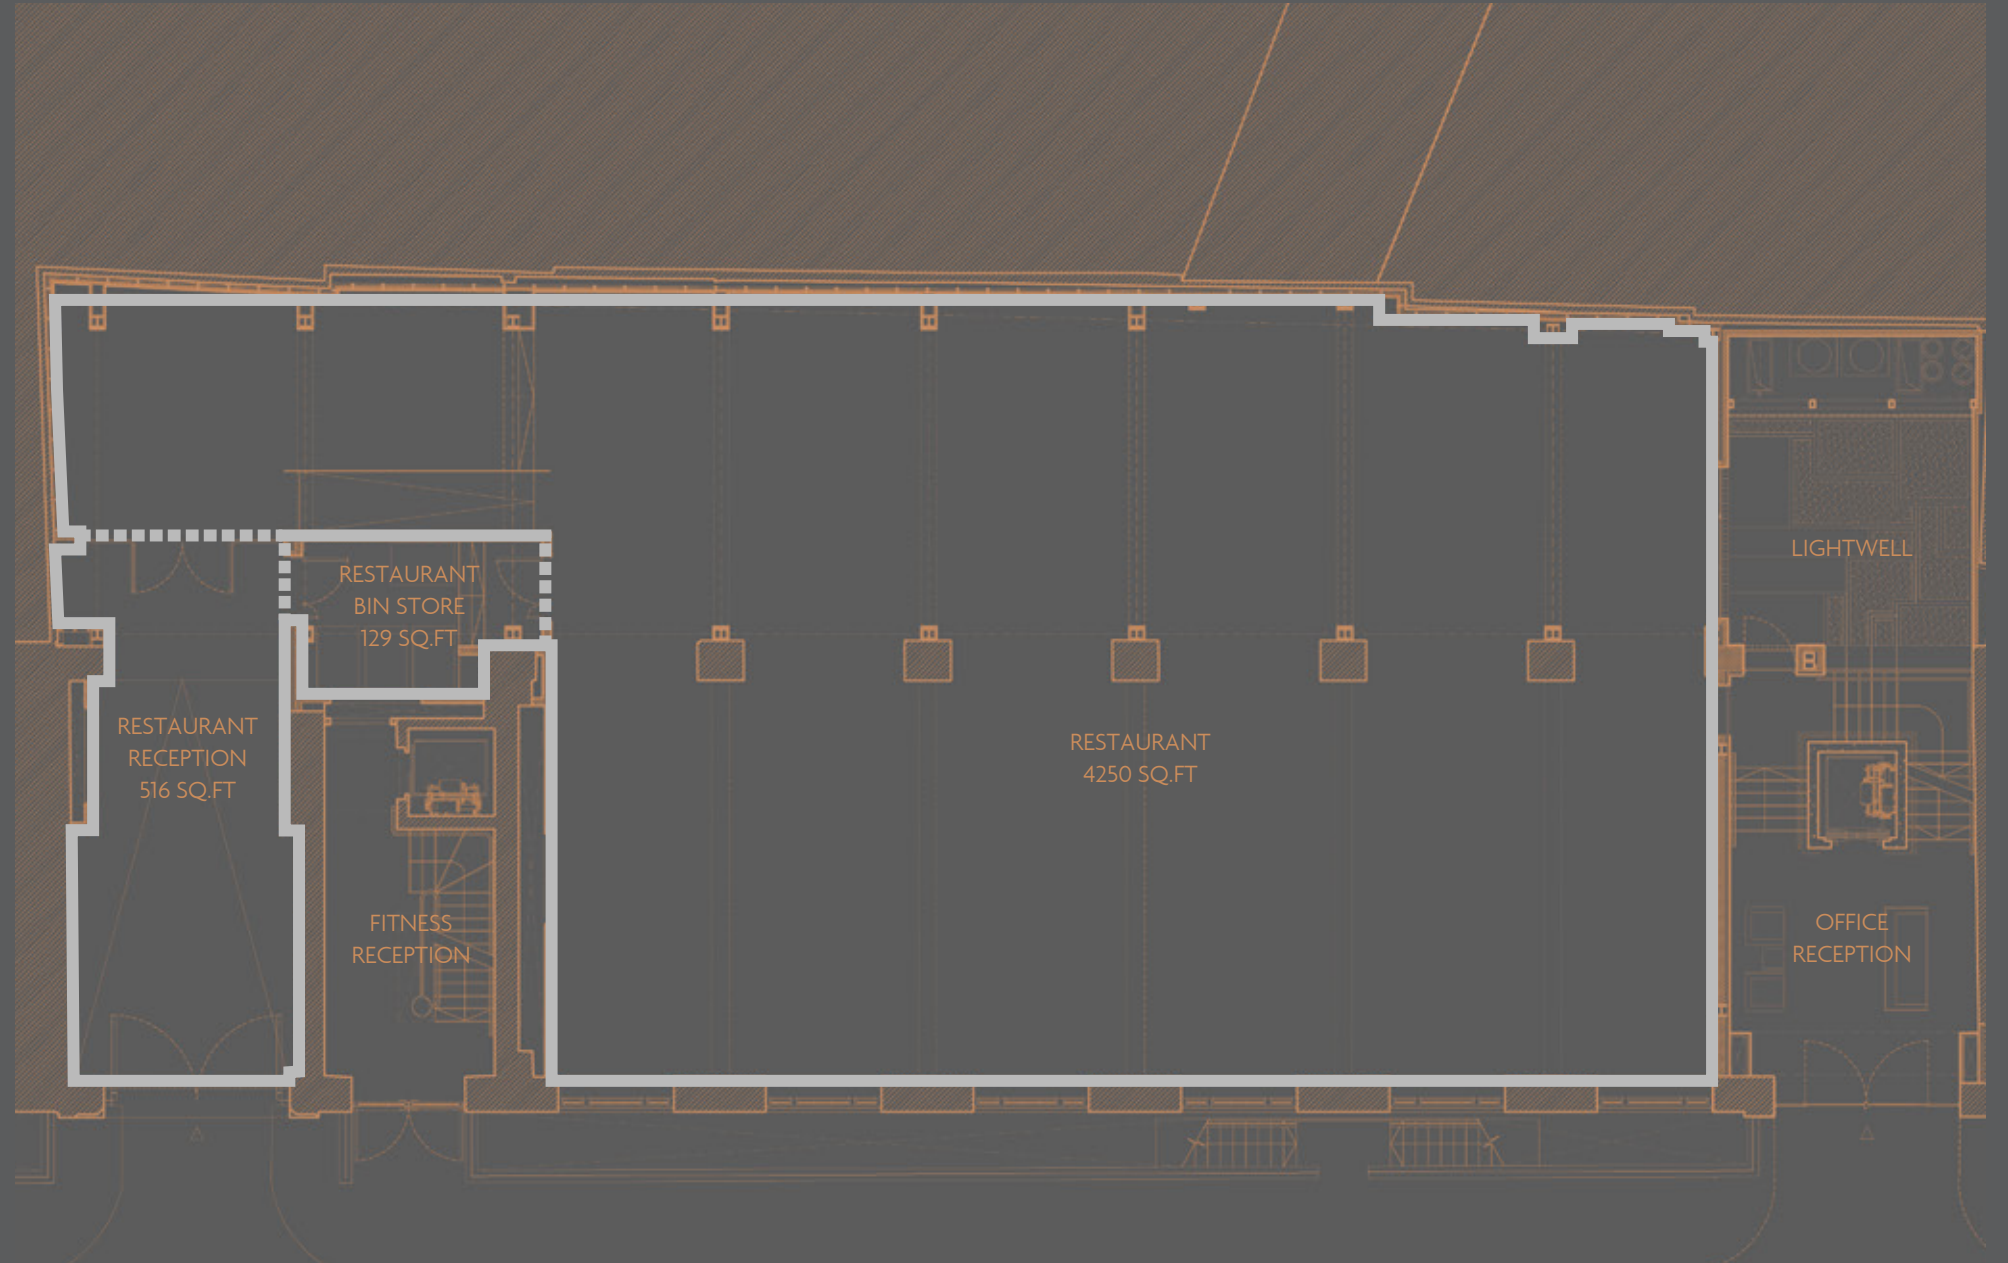 RESTAURANT
BIN STORE
129 SQ.FT
RESTAURANT
RECEPTION
516 SQ.FT
FITNESS
RECEPTION
RESTAURANT
4250 SQ.FT
LIGHTWELL
OFFICE
RECEPTION